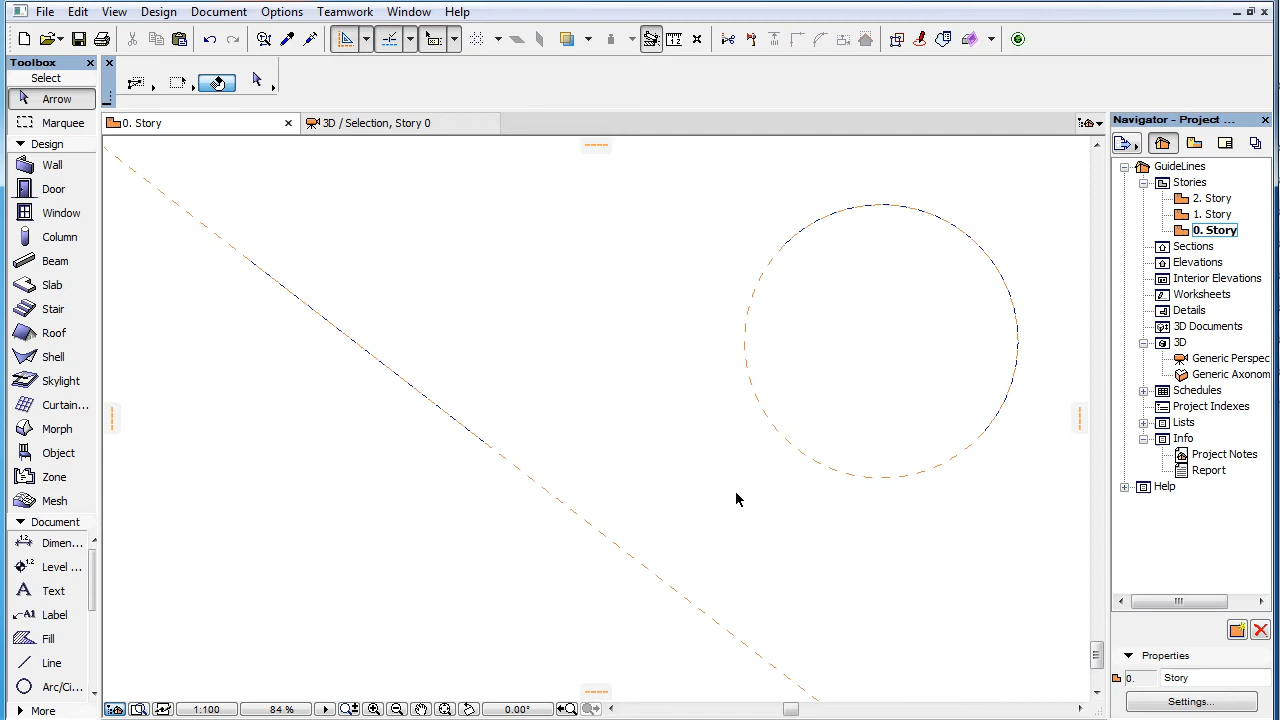 File Edit View Design Document Options Teamwork Window Help
Toolbox
Select
Arrow
Marquee
Design
Wall
Door
Window
Column
Beam
Slab
Stair
Roof
Shell
Skylight
Curtain...
Morph
Object
Zone
Mesh
Document
Dimen...
Level ...
Text
Label
Fill
Line
Arc/Ci...
More
0. Story
3D / Selection, Story 0
1:100
84 %
0.00°
Navigator - Project ...
GuideLines
Stories
2. Story
1. Story
0. Story
Sections
Elevations
Interior Elevations
Worksheets
Details
3D Documents
3D
Generic Perspec
Generic Axonom
Schedules
Project Indexes
Lists
Info
Project Notes
Report
Help
Properties
0. Story
Settings...